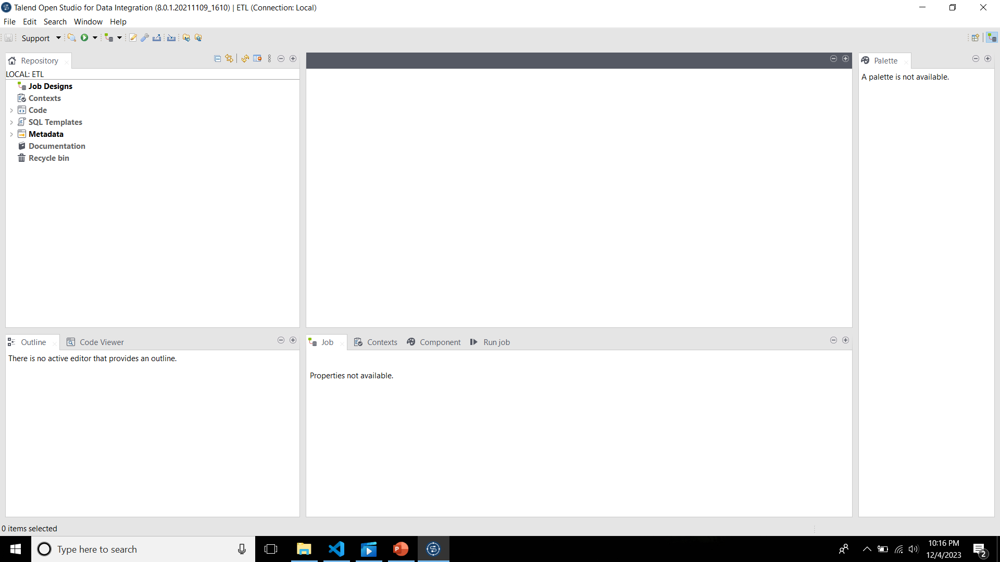 Talend Open Studio for Data Integration (8.0.1.20211109_1610) | ETL (Connection: Local)
File Edit Search Window Help
Support
Repository
LOCAL: ETL
Job Designs
Contexts
Code
SQL Templates
Metadata
Documentation
Recycle bin
Palette
A palette is not available.
Outline Code Viewer
There is no active editor that provides an outline.
Job Contexts Component Run job
Properties not available.
0 items selected
Type here to search
10:16 PM
12/4/2023
2